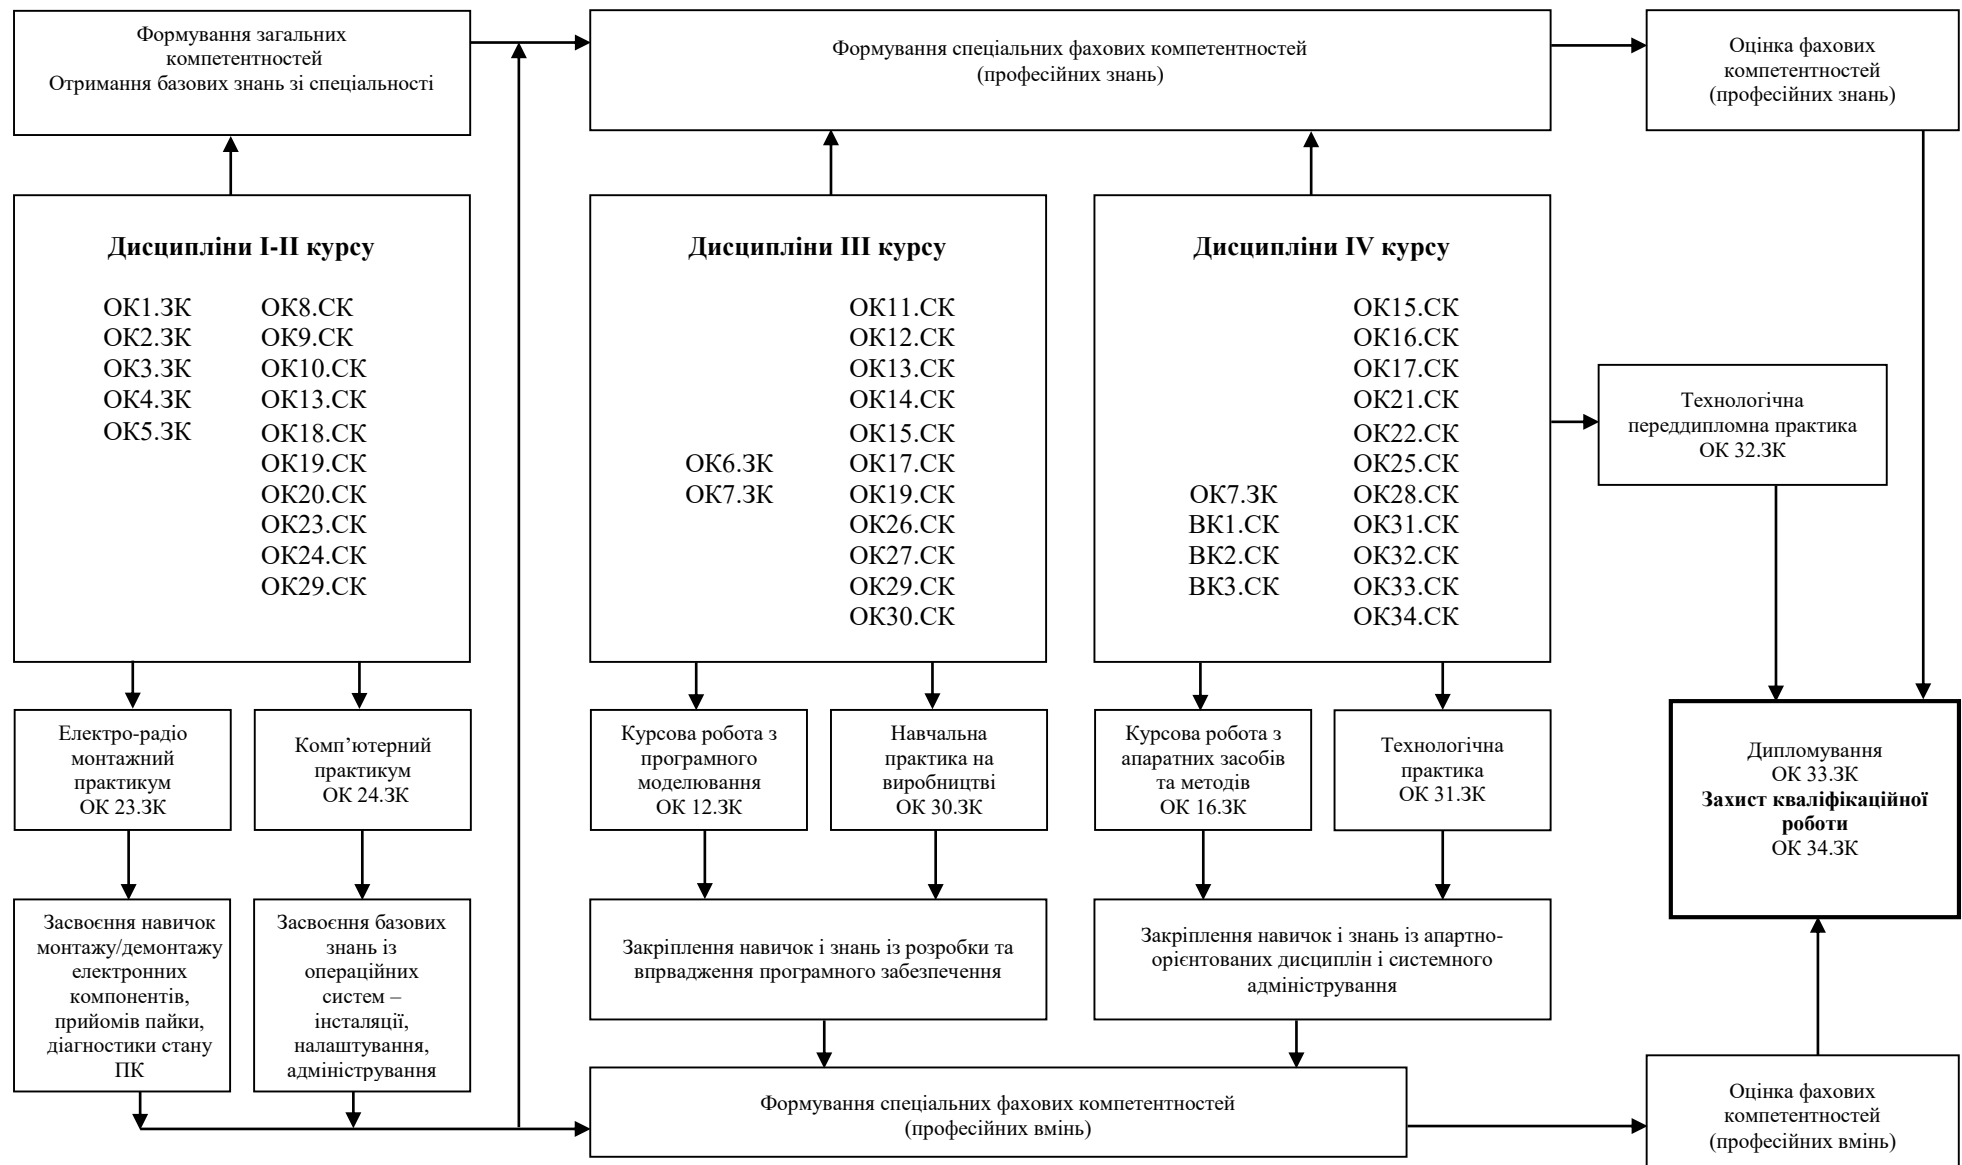 Формування загальних
компетентностей
Отримання базових знань зі спеціальності
Формування спеціальних фахових компетентностей
(професійних знань)
Оцінка фахових
компетентностей
(професійних знань)
Дисципліни І-ІІ курсу
ОК1.ЗК
ОК2.ЗК
ОК3.ЗК
ОК4.ЗК
ОК5.ЗК
ОК8.СК
ОК9.СК
ОК10.СК
ОК13.СК
ОК18.СК
ОК19.СК
ОК20.СК
ОК23.СК
ОК24.СК
ОК29.СК
Дисципліни ІІІ курсу
ОК6.ЗК
ОК7.ЗК
ОК11.СК
ОК12.СК
ОК13.СК
ОК14.СК
ОК15.СК
ОК17.СК
ОК19.СК
ОК26.СК
ОК27.СК
ОК29.СК
ОК30.СК
Дисципліни IV курсу
ОК7.ЗК
ВК1.СК
ВК2.СК
ВК3.СК
ОК15.СК
ОК16.СК
ОК17.СК
ОК21.СК
ОК22.СК
ОК25.СК
ОК28.СК
ОК31.СК
ОК32.СК
ОК33.СК
ОК34.СК
Технологічна
переддипломна практика
ОК 32.ЗК
Електро-радіо
монтажний
практикум
ОК 23.ЗК
Комп’ютерний
практикум
ОК 24.ЗК
Курсова робота з
програмного
моделювання
ОК 12.ЗК
Навчальна
практика на
виробництві
ОК 30.ЗК
Курсова робота з
апаратних засобів
та методів
ОК 16.ЗК
Технологічна
практика
ОК 31.ЗК
Дипломування
ОК 33.ЗК
Захист кваліфікаційної
роботи
ОК 34.ЗК
Засвоєння навичок
монтажу/демонтажу
електронних
компонентів,
прийомів пайки,
діагностики стану
ПК
Засвоєння базових
знань із
операційних
систем –
інсталяції,
налаштування,
адміністрування
Закріплення навичок і знань із розробки та
впрвадження програмного забезпечення
Закріплення навичок і знань із апартно-
орієнтованих дисциплін і системного
адміністрування
Формування спеціальних фахових компетентностей
(професійних вмінь)
Оцінка фахових
компетентностей
(професійних вмінь)